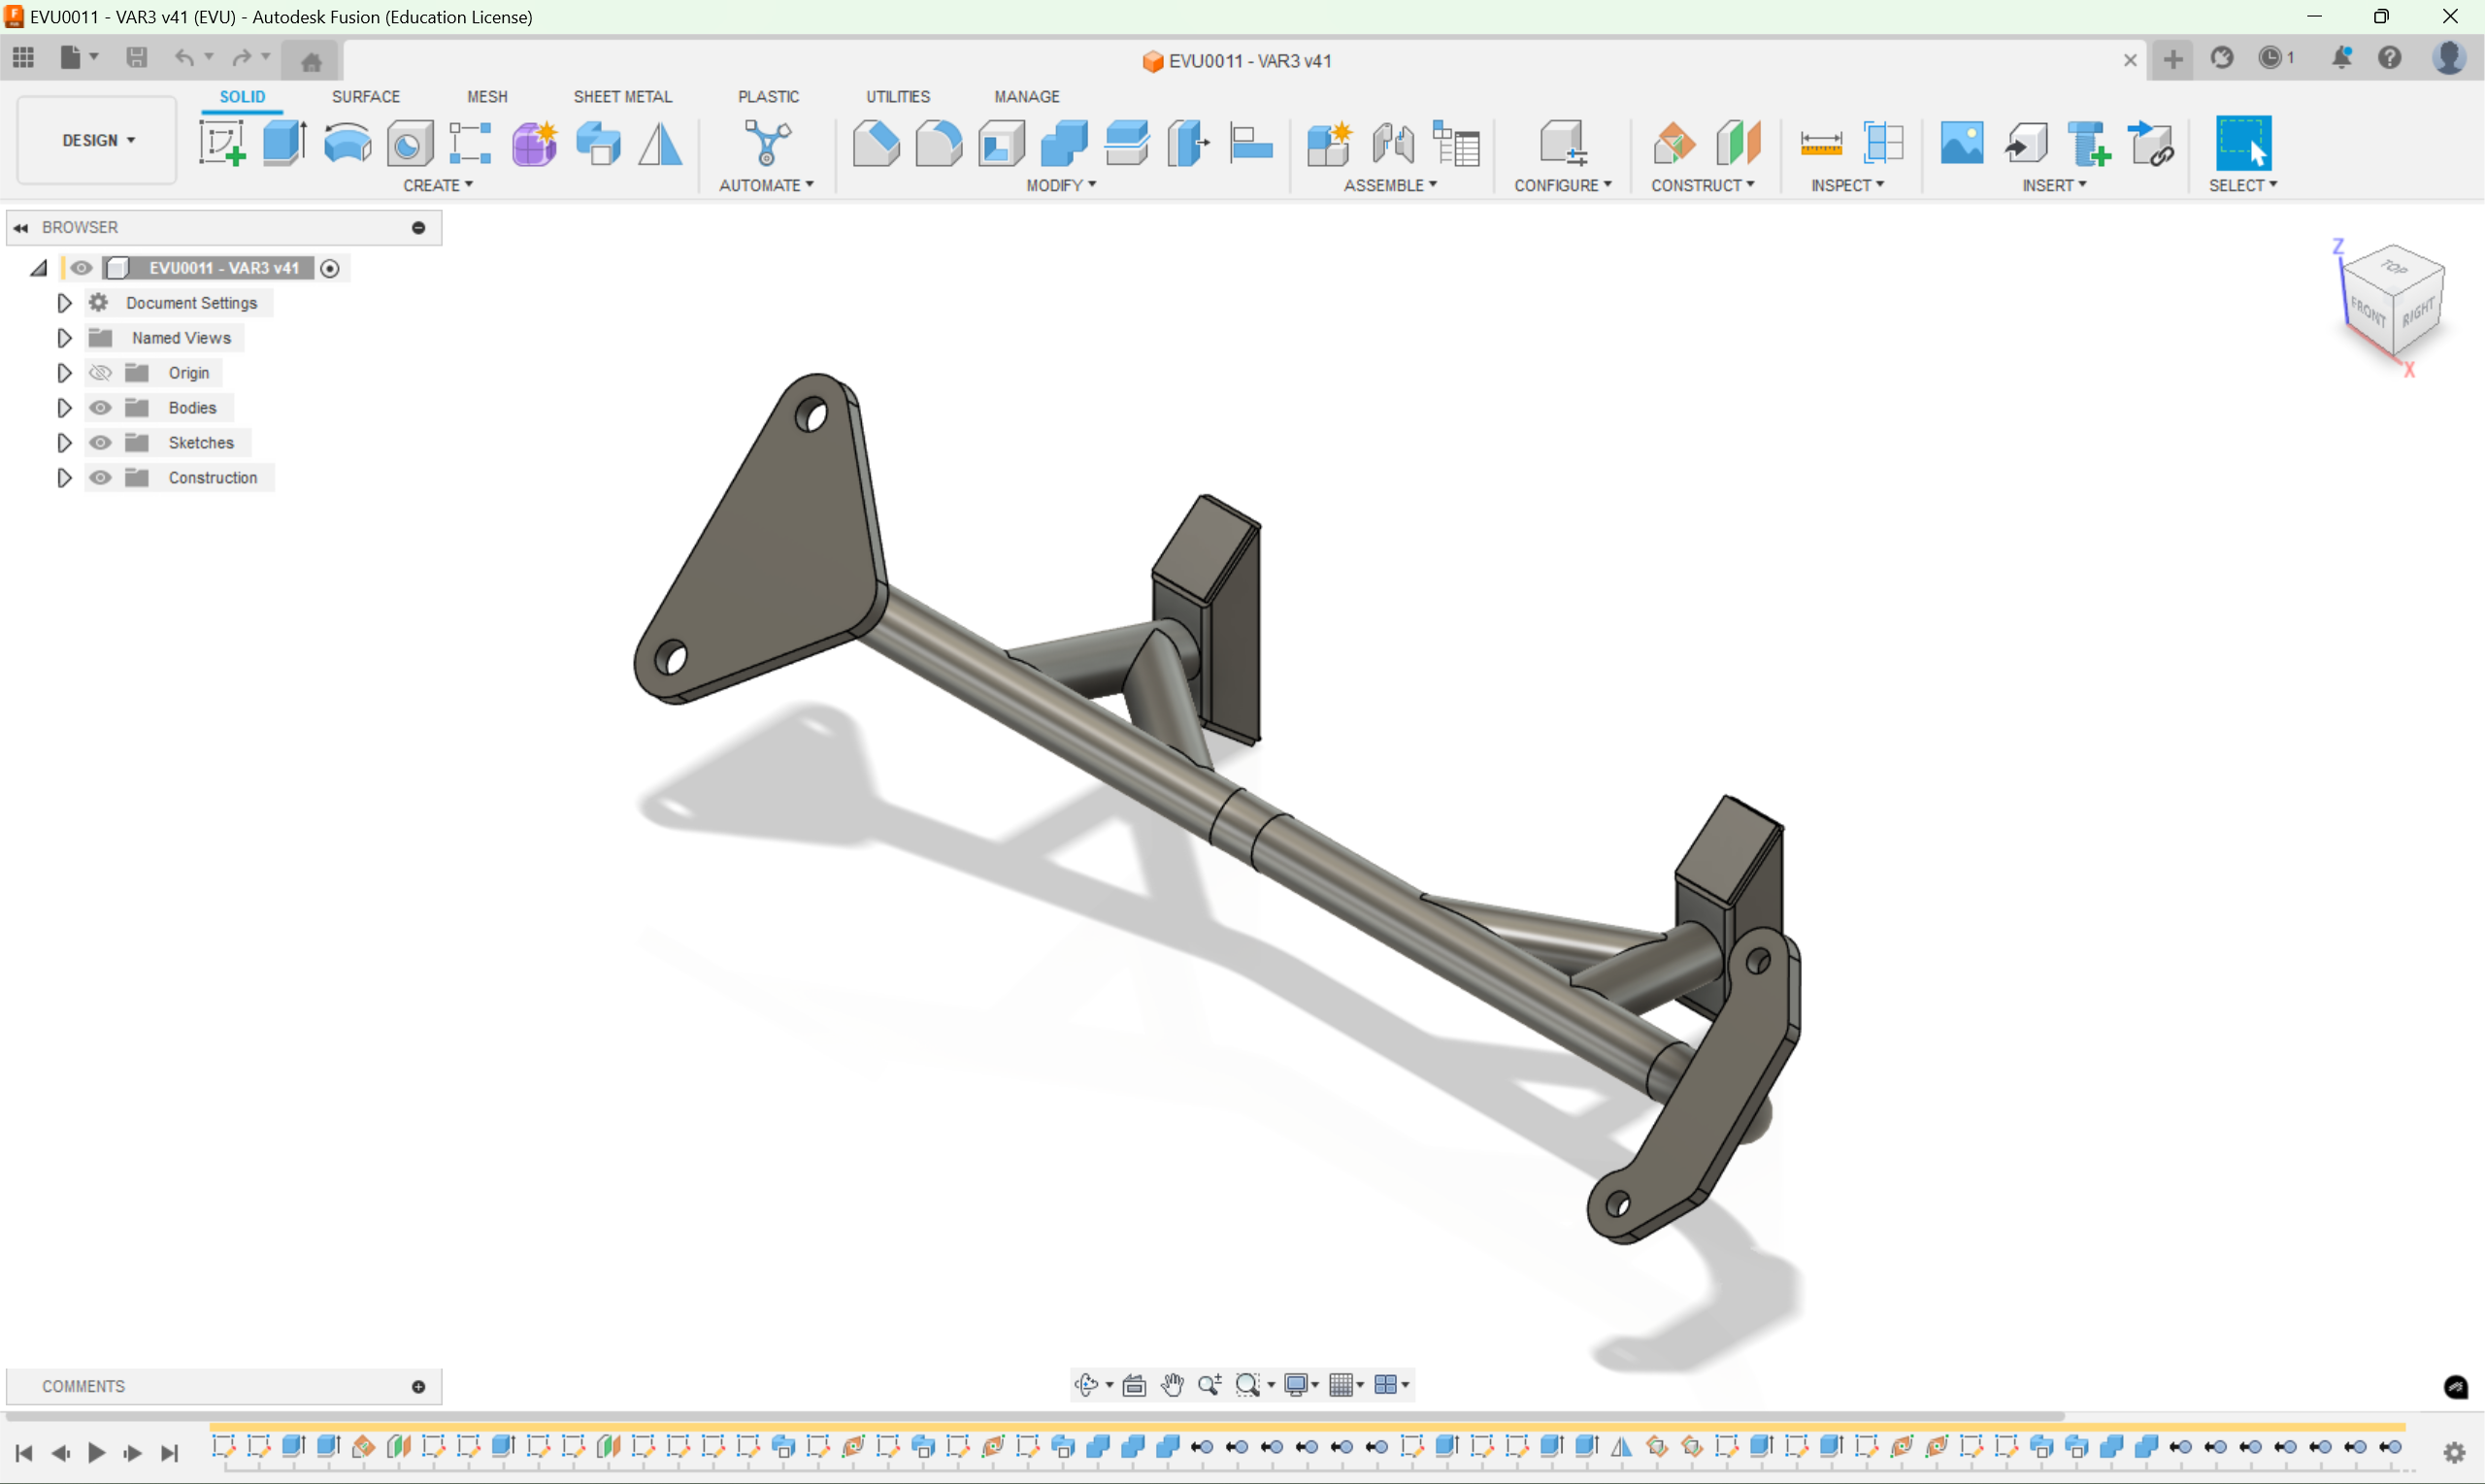 EVU0011 - VAR3 v41 (EVU) - Autodesk Fusion (Education License)
EVU0011 - VAR3 v41
1
SOLID SURFACE MESH SHEET METAL PLASTIC UTILITIES MANAGE
DESIGN
CREATE AUTOMATE MODIFY ASSEMBLE CONFIGURE CONSTRUCT INSPECT INSERT SELECT
BROWSER
EVU0011 - VAR3 v41
Document Settings
Named Views
Origin
Bodies
Sketches
Construction
Z
TOP
FRONT RIGHT
X
COMMENTS